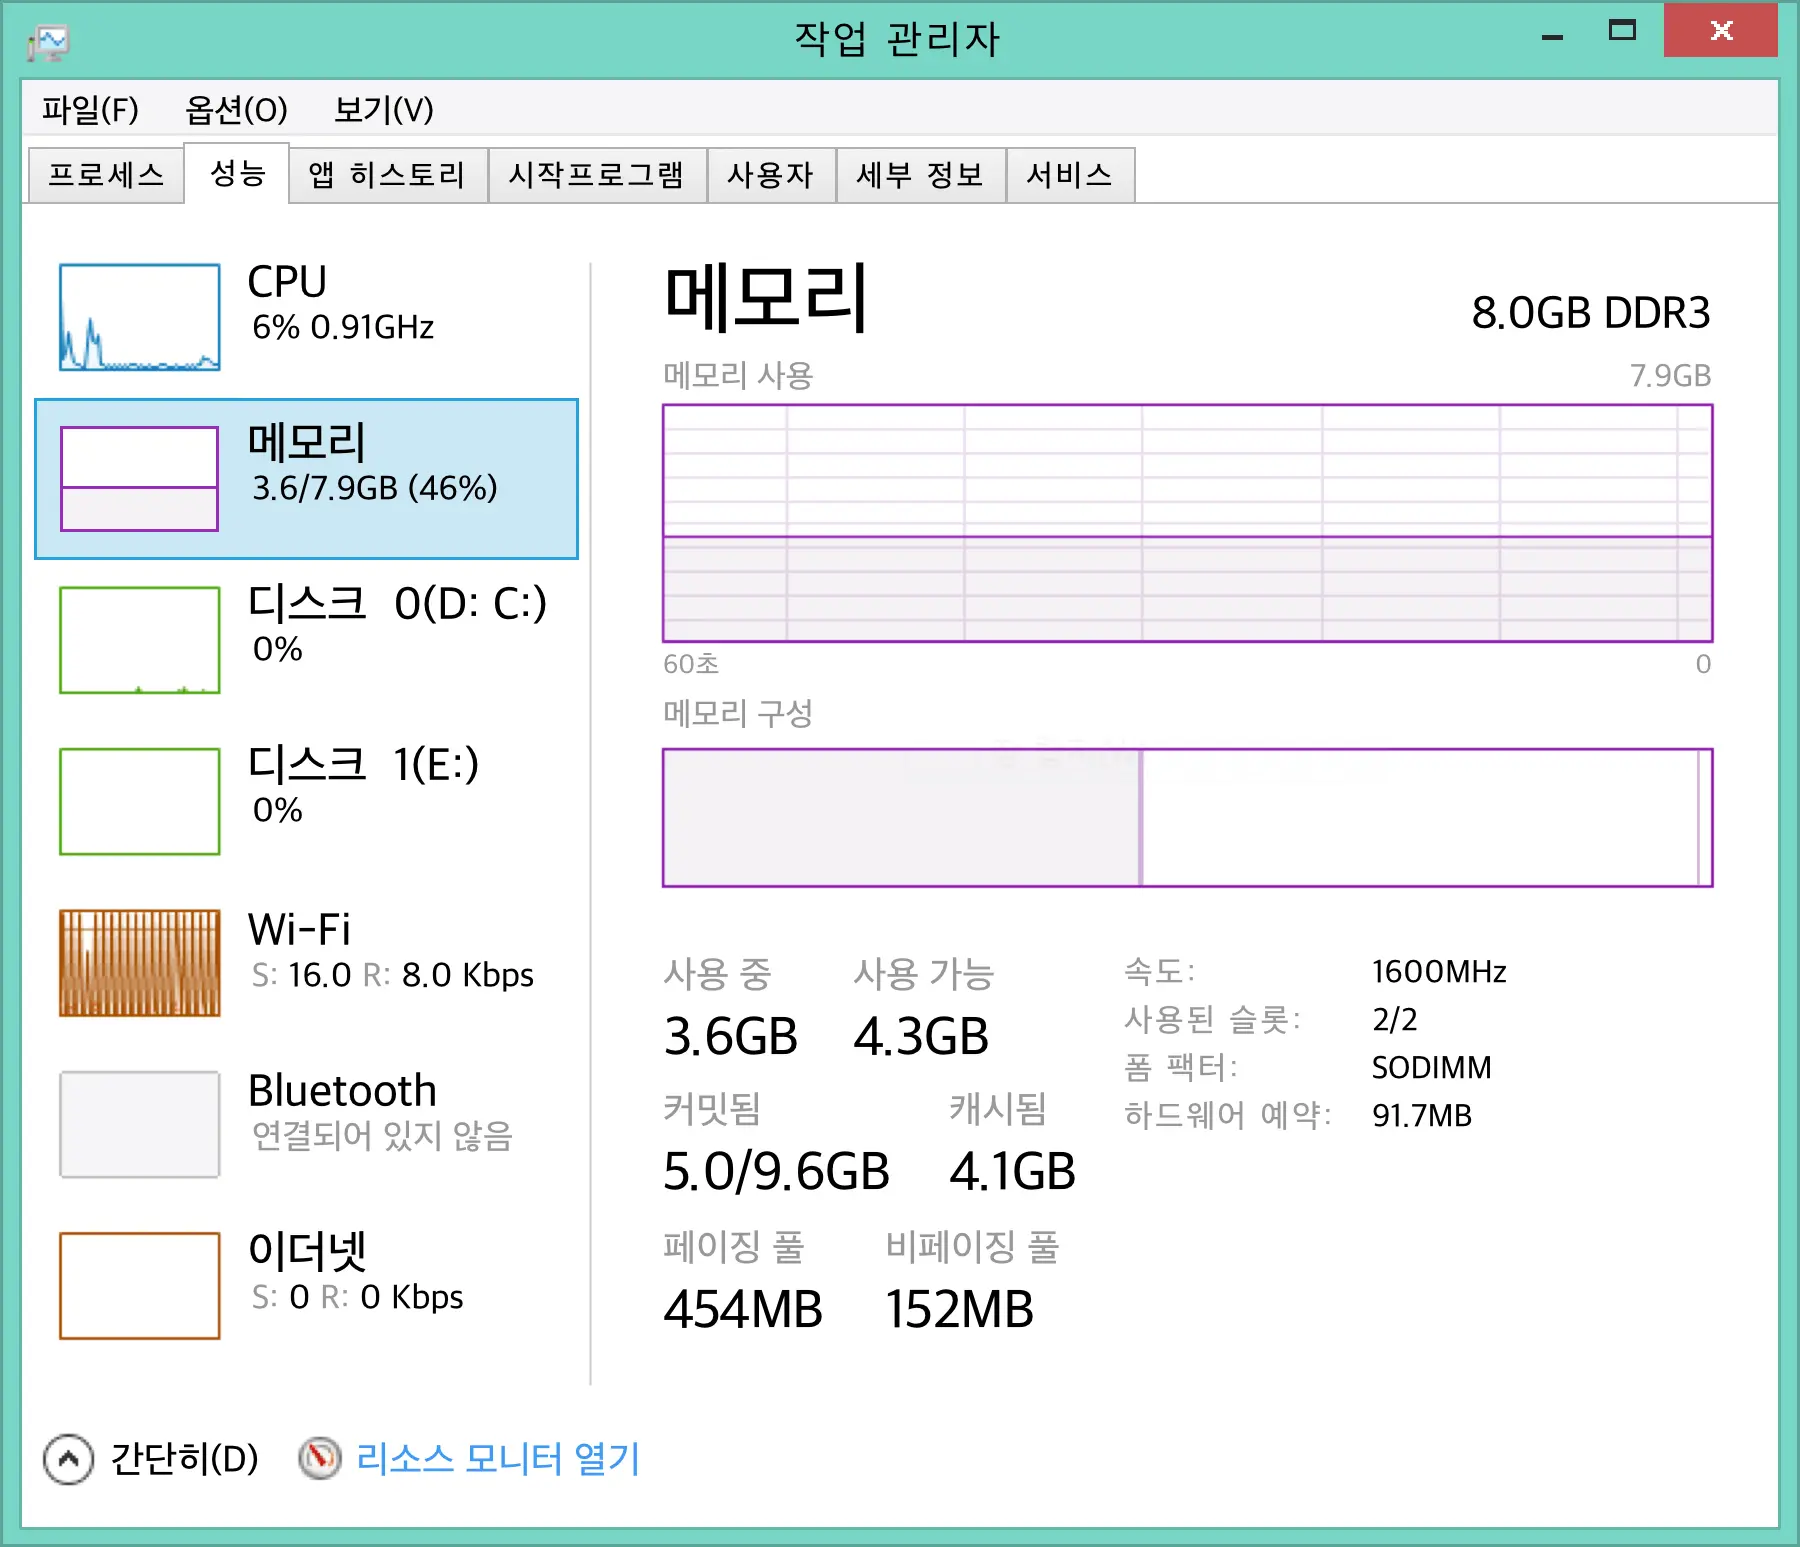 작업 관리자
파일(F) 옵션(O) 보기(V)
프로세스 성능 앱 히스토리 시작프로그램 사용자 세부 정보 서비스
CPU
6% 0.91GHz
메모리
3.6/7.9GB (46%)
디스크 0(D: C:)
0%
디스크 1(E:)
0%
Wi-Fi
S: 16.0 R: 8.0 Kbps
Bluetooth
연결되어 있지 않음
이더넷
S: 0 R: 0 Kbps
메모리 8.0GB DDR3
메모리 사용 7.9GB
60초 0
메모리 구성
사용 중 사용 가능
3.6GB 4.3GB
커밋됨 캐시됨
5.0/9.6GB 4.1GB
페이징 풀 비페이징 풀
454MB 152MB
속도: 1600MHz
사용된 슬롯: 2/2
폼 팩터: SODIMM
하드웨어 예약: 91.7MB
간단히(D) 리소스 모니터 열기